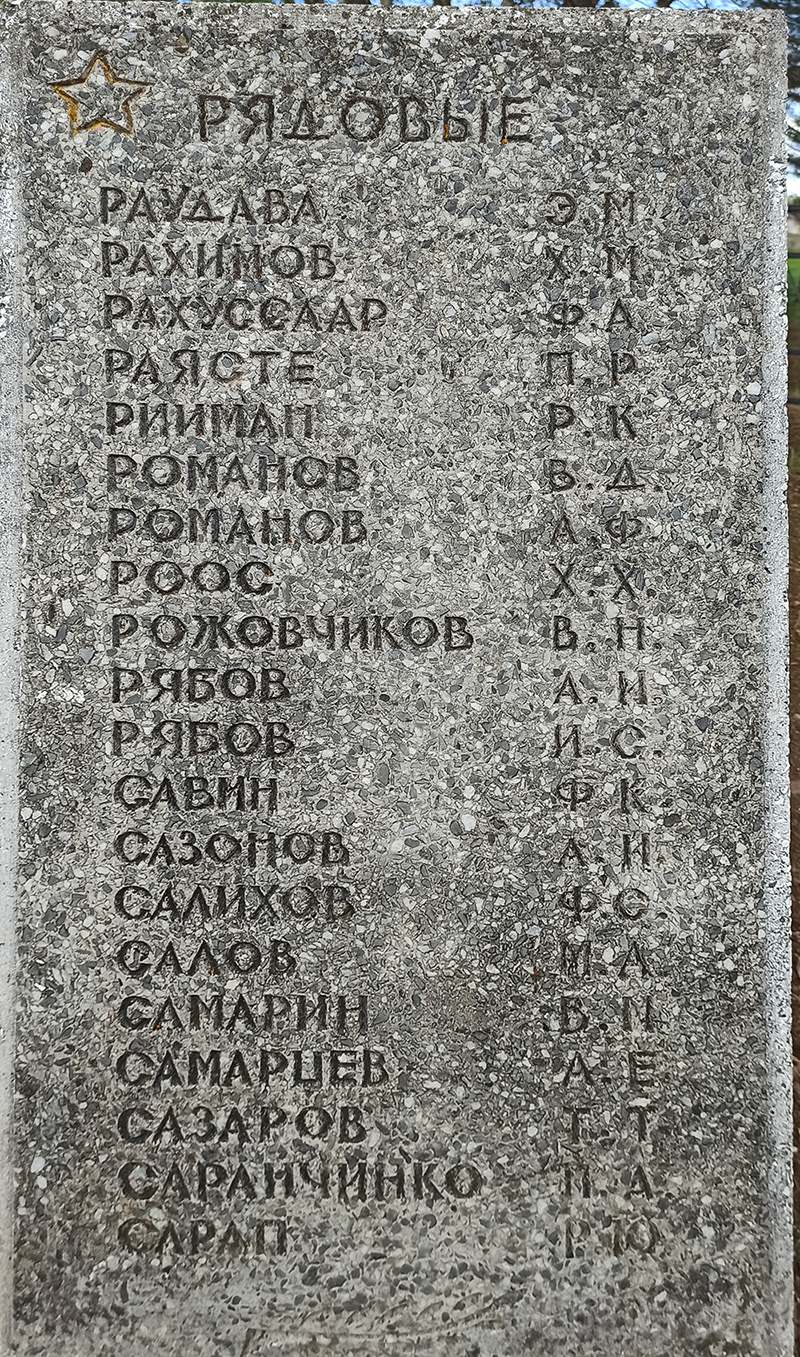 РЯДОВЫЕ
РАУДАВА Э.М
РАХИМОВ Х.М.
РАХУССААР Ф.А
РАЯСТЕ П.Р
РИИМАН Р.К
РОМАНОВ В.Д.
РОМАНОВ А.Ф.
РООС Х.Х.
РОЖОВЧИКОВ В.Н.
РЯБОВ А.И.
РЯБОВ И.С.
САВИН Ф.К.
САЗОНОВ А.Н.
САЛИХОВ Ф.С.
САЛОВ М.А
САМАРИН
САМАРЦЕВ А.Е
САЗАРОВ Т.Т
САРАНЧИНКО
САРАП Р.Ю